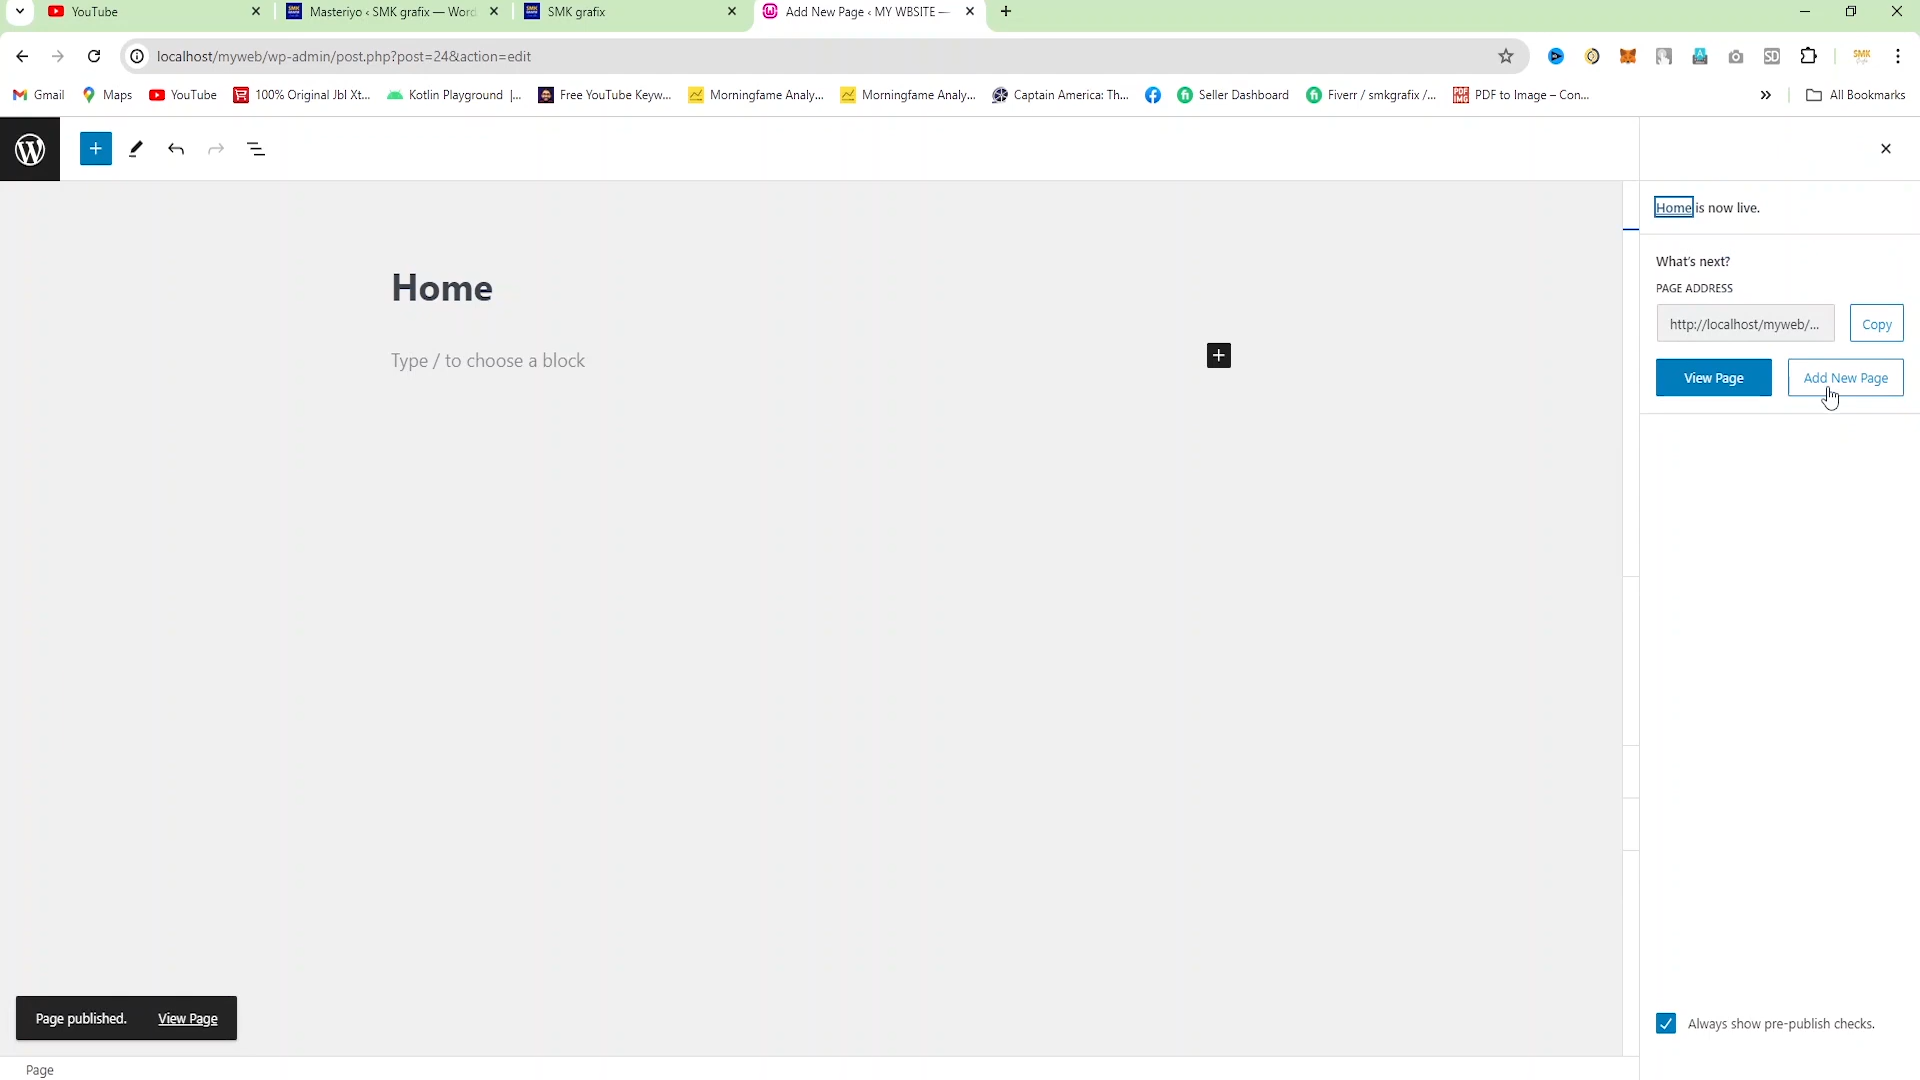 YouTube
Masteriyo ‹ SMK grafix — Word
SMK grafix
Add New Page ‹ MY WBSITE —
localhost/myweb/wp-admin/post.php?post=24&action=edit
Gmail
Maps
YouTube
100% Original Jbl Xt...
Kotlin Playground |...
Free YouTube Keyw...
Morningfame Analy...
Morningfame Analy...
Captain America: Th...
Seller Dashboard
Fiverr / smkgrafix /...
PDF to Image – Con...
All Bookmarks
Home is now live.
What's next?
PAGE ADDRESS
http://localhost/myweb/...
Copy
View Page
Add New Page
Home
Type / to choose a block
Page published.
View Page
Always show pre-publish checks.
Page